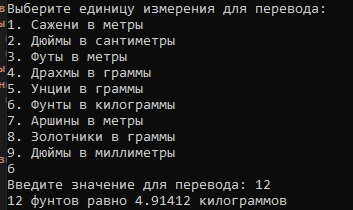 Выберите единицу измерения для перевода:
1. Сажени в метры
2. Дюймы в сантиметры
3. Футы в метры
4. Драхмы в граммы
5. Унции в граммы
6. Фунты в килограммы
7. Аршины в метры
8. Золотники в граммы
9. Дюймы в миллиметры
6
Введите значение для перевода: 12
12 фунтов равно 4.91412 килограммов